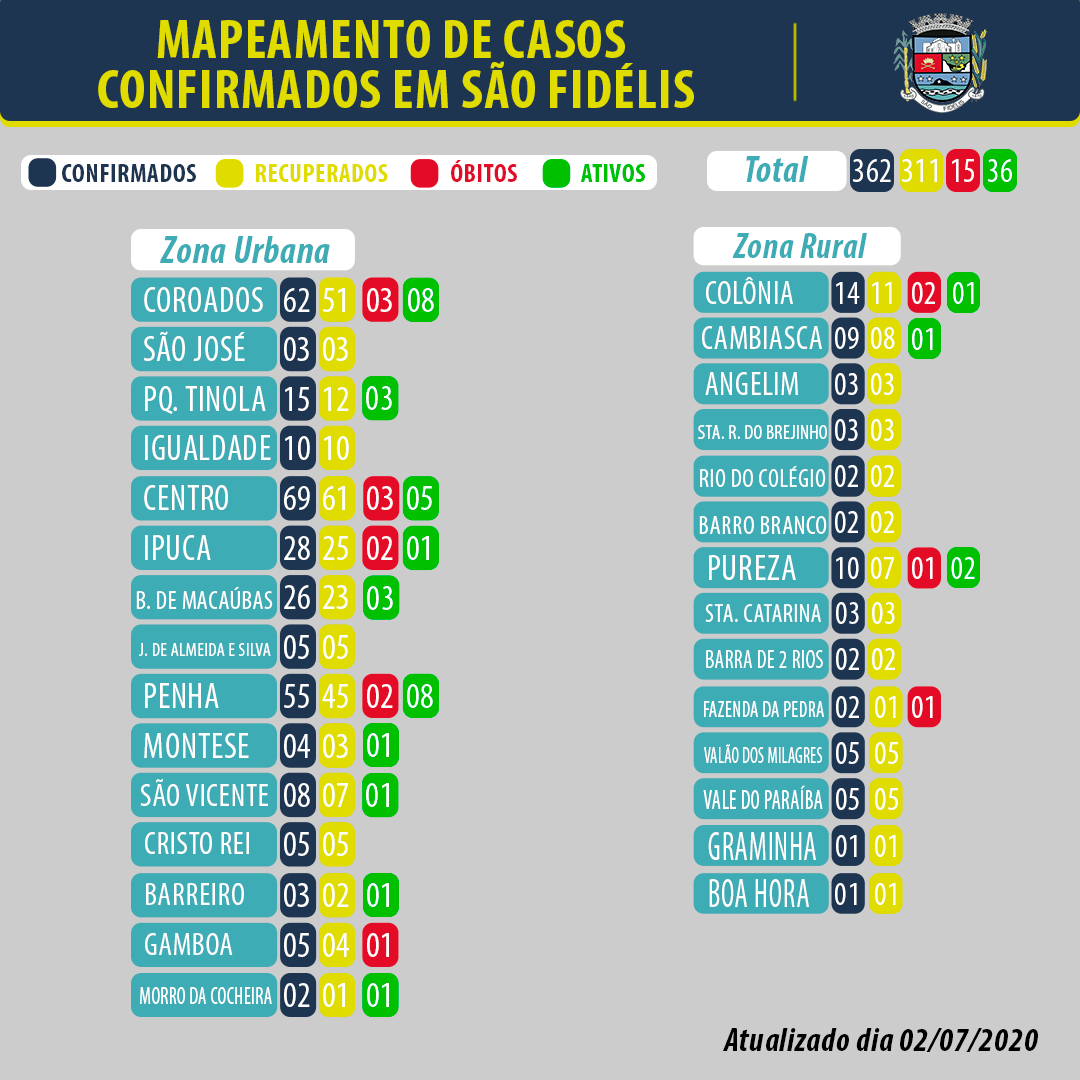 MAPEAMENTO DE CASOS
CONFIRMADOS EM SÃO FIDÉLIS
SÃO FIDÉLIS
CONFIRMADOS RECUPERADOS ÓBITOS ATIVOS
Total 362 311 15 36
Zona Urbana
COROADOS 62 51 03 08
SÃO JOSÉ 03 03
PQ. TINOLA 15 12 03
IGUALDADE 10 10
CENTRO 69 61 03 05
IPUCA 28 25 02 01
B. DE MACAÚBAS 26 23 03
J. DE ALMEIDA E SILVA 05 05
PENHA 55 45 02 08
MONTESE 04 03 01
SÃO VICENTE 08 07 01
CRISTO REI 05 05
BARREIRO 03 02 01
GAMBOA 05 04 01
MORRO DA COCHEIRA 02 01 01
Zona Rural
COLÔNIA 14 11 02 01
CAMBIASCA 09 08 01
ANGELIM 03 03
STA. R. DO BREJINHO 03 03
RIO DO COLÉGIO 02 02
BARRO BRANCO 02 02
PUREZA 10 07 01 02
STA. CATARINA 03 03
BARRA DE 2 RIOS 02 02
FAZENDA DA PEDRA 02 01 01
VALÃO DOS MILAGRES 05 05
VALE DO PARAÍBA 05 05
GRAMINHA 01 01
BOA HORA 01 01
Atualizado dia 02/07/2020